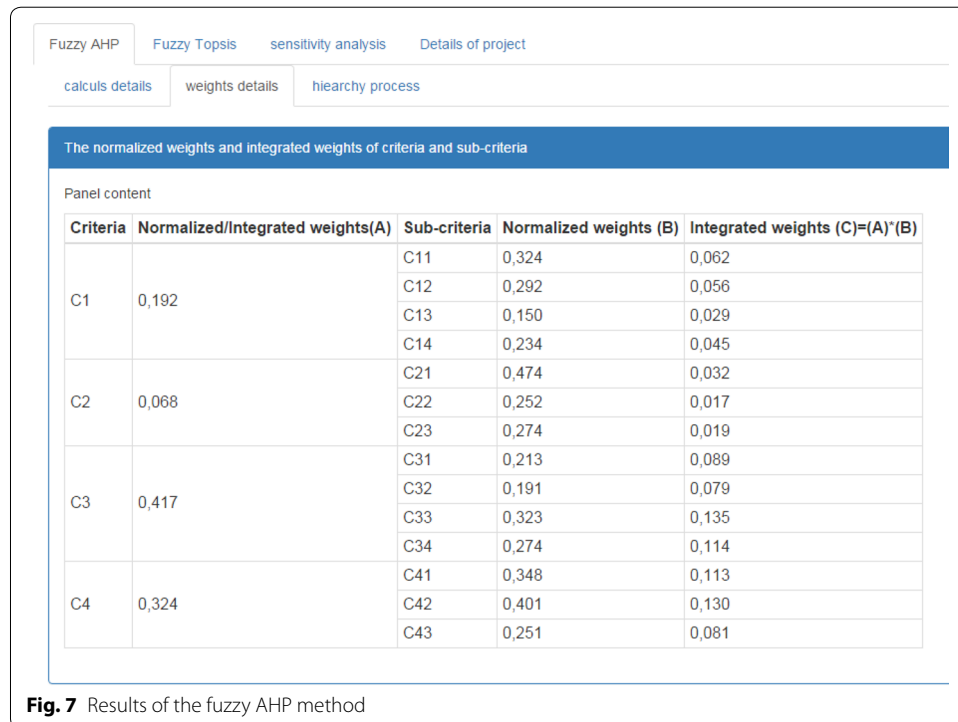 Fuzzy AHP Fuzzy Topsis sensitivity analysis Details of project
calculs details weights details hiearchy process
The normalized weights and integrated weights of criteria and sub-criteria
Panel content
Criteria Normalized/Integrated weights(A) Sub-criteria Normalized weights (B) Integrated weights (C)=(A)*(B)
C1 0,192 C11 0,324 0,062
C12 0,292 0,056
C13 0,150 0,029
C14 0,234 0,045
C2 0,068 C21 0,474 0,032
C22 0,252 0,017
C23 0,274 0,019
C3 0,417 C31 0,213 0,089
C32 0,191 0,079
C33 0,323 0,135
C34 0,274 0,114
C4 0,324 C41 0,348 0,113
C42 0,401 0,130
C43 0,251 0,081
Fig. 7 Results of the fuzzy AHP method